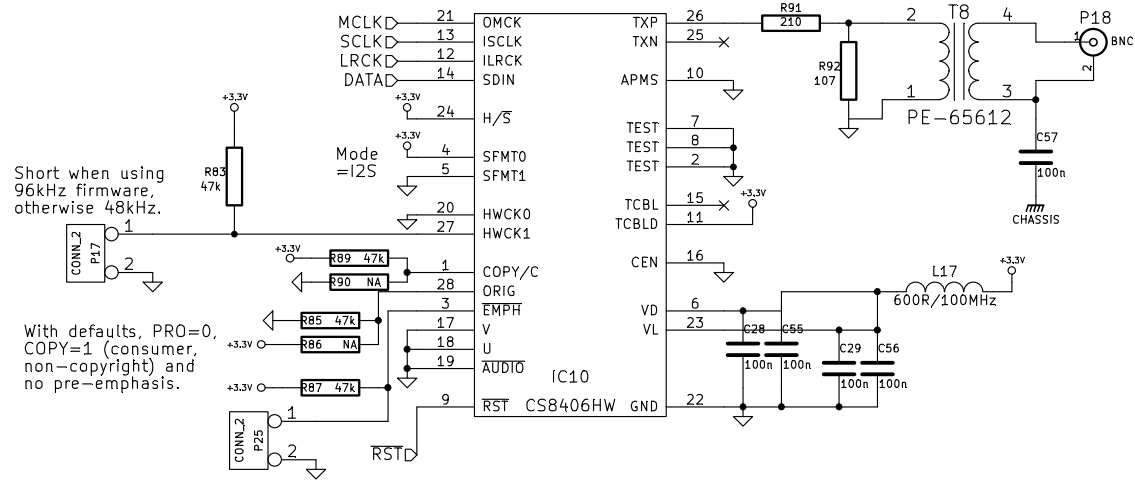 MCLK
SCLK
LRCK
DATA
21
13
12
14
OMCK
ISCLK
ILRCK
SDIN
TXP
TXN
APMS
26
25
10
R91
210
R92
107
T8
2
1
4
3
PE-65612
P18
1
2
BNC
C57
100n
CHASSIS
+3.3V
24
H/S
+3.3V
4
5
SFMT0
SFMT1
Mode
=I2S
TEST
TEST
TEST
7
8
2
+3.3V
R83
47k
Short when using
96kHz firmware,
otherwise 48kHz.
20
27
HWCK0
HWCK1
TCBL
TCBLD
15
11
+3.3V
CONN_2
P17
1
2
+3.3V
R89 47k
R90 NA
1
28
3
COPY/C
ORIG
EMPH
CEN
16
R85 47k
+3.3V
R86 NA
17
18
19
V
U
AUDIO
VD
VL
6
23
L17
600R/100MHz
+3.3V
C28
100n
C55
100n
C29
100n
C56
100n
With defaults, PRO=0,
COPY=1 (consumer,
non-copyright) and
no pre-emphasis.
+3.3V
R87 47k
IC10
CS8406HW
9
RST
GND
22
CONN_2
P25
1
2
RST